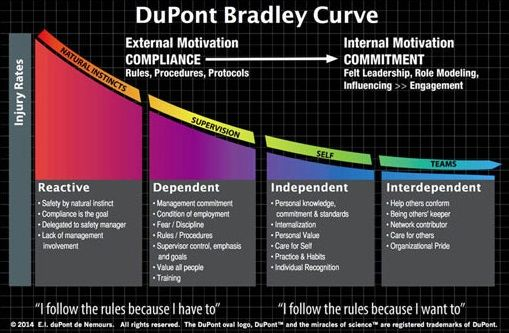 DuPont Bradley Curve
External Motivation
COMPLIANCE
Rules, Procedures, Protocols
Internal Motivation
COMMITMENT
Felt Leadership, Role Modeling,
Influencing >> Engagement
Injury Rates
NATURAL INSTINCTS
SUPERVISION
SELF
TEAMS
Reactive
• Safety by natural instinct
• Compliance is the goal
• Delegated to safety manager
• Lack of management
involvement
Dependent
• Management commitment
• Condition of employment
• Fear / Discipline
• Rules / Procedures
• Supervisor control, emphasis
and goals
• Value all people
• Training
Independent
• Personal knowledge,
commitment & standards
• Internalization
• Personal Value
• Care for Self
• Practice & Habits
• Individual Recognition
Interdependent
• Help others conform
• Being others' keeper
• Network contributor
• Care for others
• Organizational Pride
"I follow the rules because I have to"
"I follow the rules because I want to"
© 2014 E.I. duPont de Nemours. All rights reserved. The DuPont oval logo, DuPont™ and the miracles of science™ are registered trademarks of DuPont.